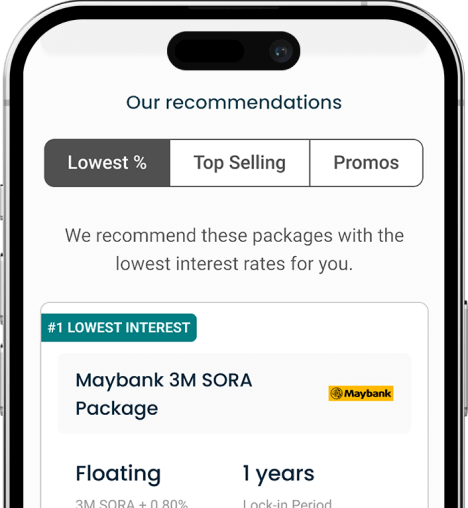 Our recommendations
Lowest %
Top Selling
Promos
We recommend these packages with the
lowest interest rates for you.
#1 LOWEST INTEREST
Maybank 3M SORA
Package
Maybank
Floating
1 years
3M SORA + 0.80%
Lock-in Period